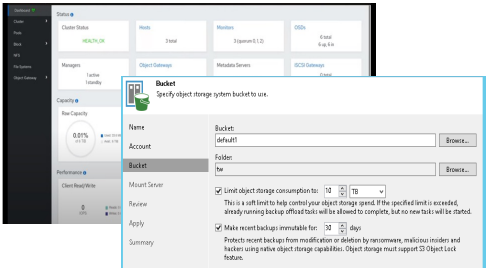 Dashboard
Cluster
Pools
Block
NFS
File Systems
Object Gateway
Status
Cluster Status
HEALTH_OK
Hosts
3 total
Monitors
3 (quorum 0, 1, 2)
OSDs
6 total
6 up, 6 in
Managers
1 active
1 standby
Object Gateways
Metadata Servers
iSCSI Gateways
Capacity
Raw Capacity
0.01%
Performance
Client Read/Write
0
Bucket
Specify object storage system bucket to use.
Name
Account
Bucket
Mount Server
Review
Apply
Summary
Bucket:
default1
Browse...
Folder:
tw
Browse...
Limit object storage consumption to: 10 TB
This is a soft limit to help control your object storage spend. If the specified limit is exceeded,
already running backup offload tasks will be allowed to complete, but no new tasks will be started.
Make recent backups immutable for: 30 days
Protects recent backups from modification or deletion by ransomware, malicious insiders and
hackers using native object storage capabilities. Object storage must support S3 Object Lock
feature.